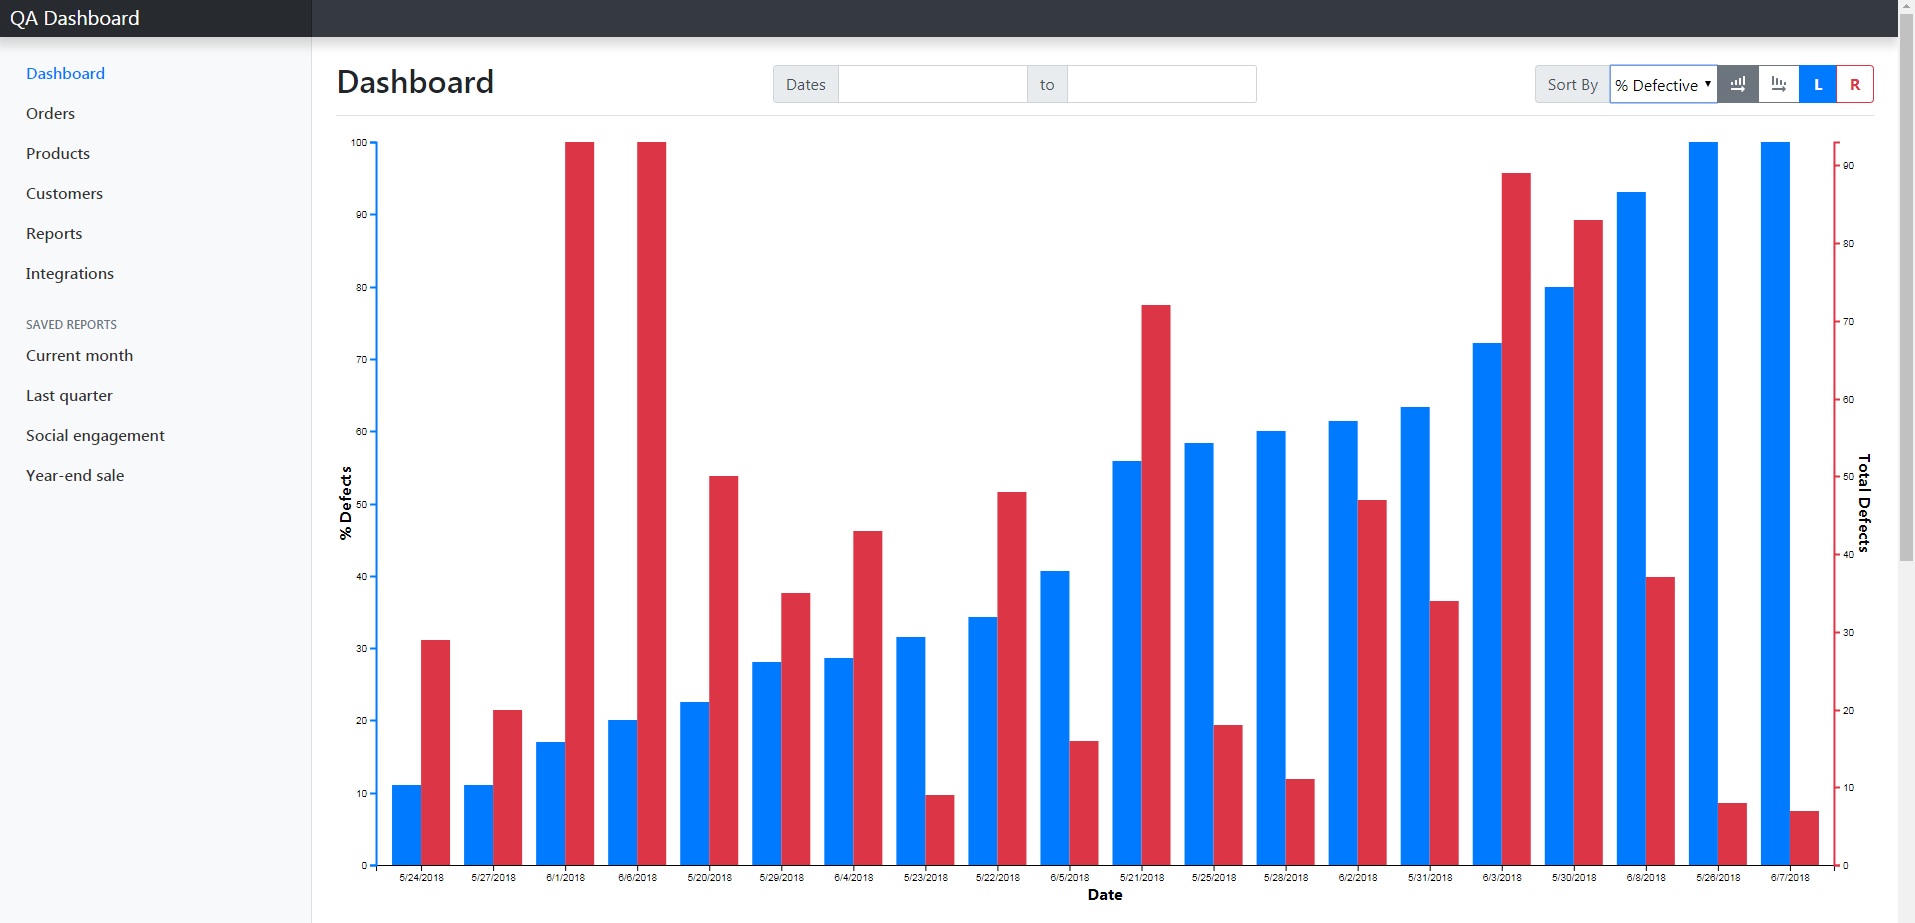 QA Dashboard
Dashboard
Orders
Products
Customers
Reports
Integrations
SAVED REPORTS
Current month
Last quarter
Social engagement
Year-end sale
Dashboard
Dates to
Sort By % Defective L R
% Defects
100
90
80
70
60
50
40
30
20
10
0
90
80
70
60
50
40
30
20
10
0
Total Defects
5/24/2018 5/27/2018 6/1/2018 6/6/2018 5/20/2018 5/29/2018 6/4/2018 5/23/2018 5/22/2018 6/5/2018 5/21/2018 5/25/2018 5/28/2018 6/2/2018 5/31/2018 6/3/2018 5/30/2018 6/8/2018 5/26/2018 6/7/2018
Date